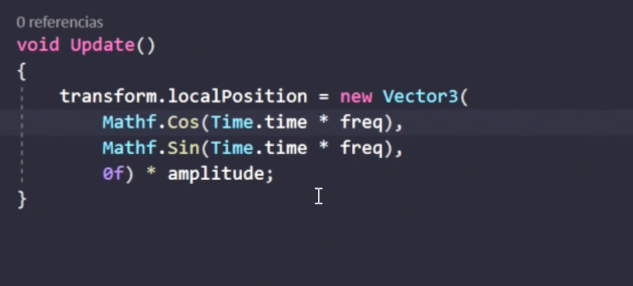 0 referencias
void Update()
{
transform.localPosition = new Vector3(
Mathf.Cos(Time.time * freq),
Mathf.Sin(Time.time * freq),
0f) * amplitude;
}